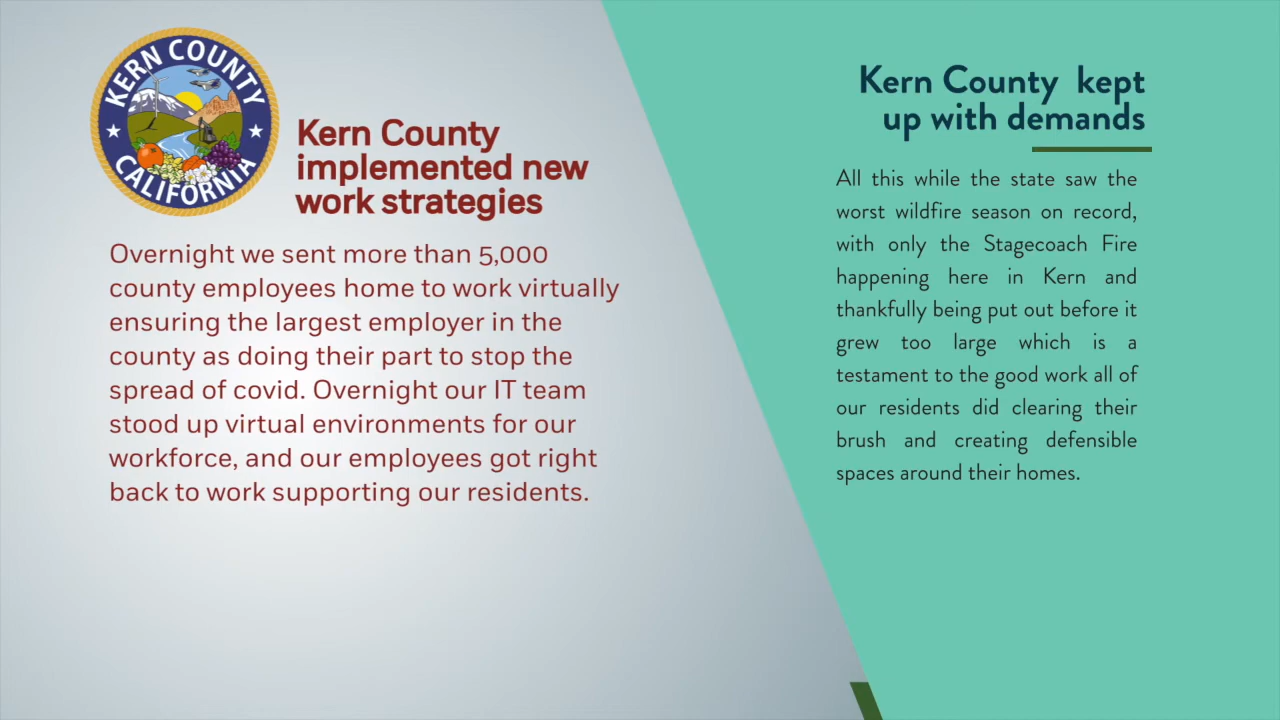 KERN COUNTY
CALIFORNIA
Kern County
implemented new
work strategies
Overnight we sent more than 5,000
county employees home to work virtually
ensuring the largest employer in the
county as doing their part to stop the
spread of covid. Overnight our IT team
stood up virtual environments for our
workforce, and our employees got right
back to work supporting our residents.
Kern County kept
up with demands
All this while the state saw the
worst wildfire season on record,
with only the Stagecoach Fire
happening here in Kern and
thankfully being put out before it
grew too large which is a
testament to the good work all of
our residents did clearing their
brush and creating defensible
spaces around their homes.